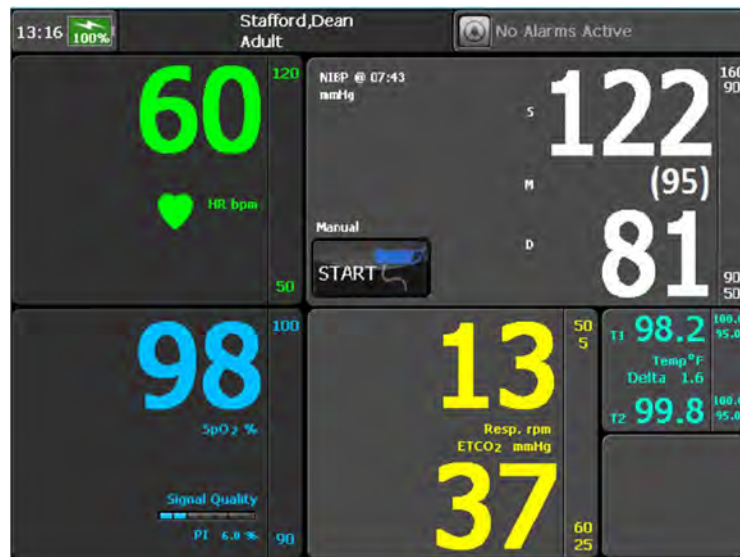 13:16 100% Stafford,Dean
Adult
No Alarms Active
60
120
HR bpm
50
NIBP @ 07:43
mmHg
S 122
160
90
M (95)
Manual
START
D 81
90
50
98
100
SpO2 %
Signal Quality
PI 6.0 %
90
13
50
5
Resp. rpm
ETCO2 mmHg
37
60
25
T1 98.2
100.0
95.0
Temp°F
Delta 1.6
T2 99.8
100.0
95.0